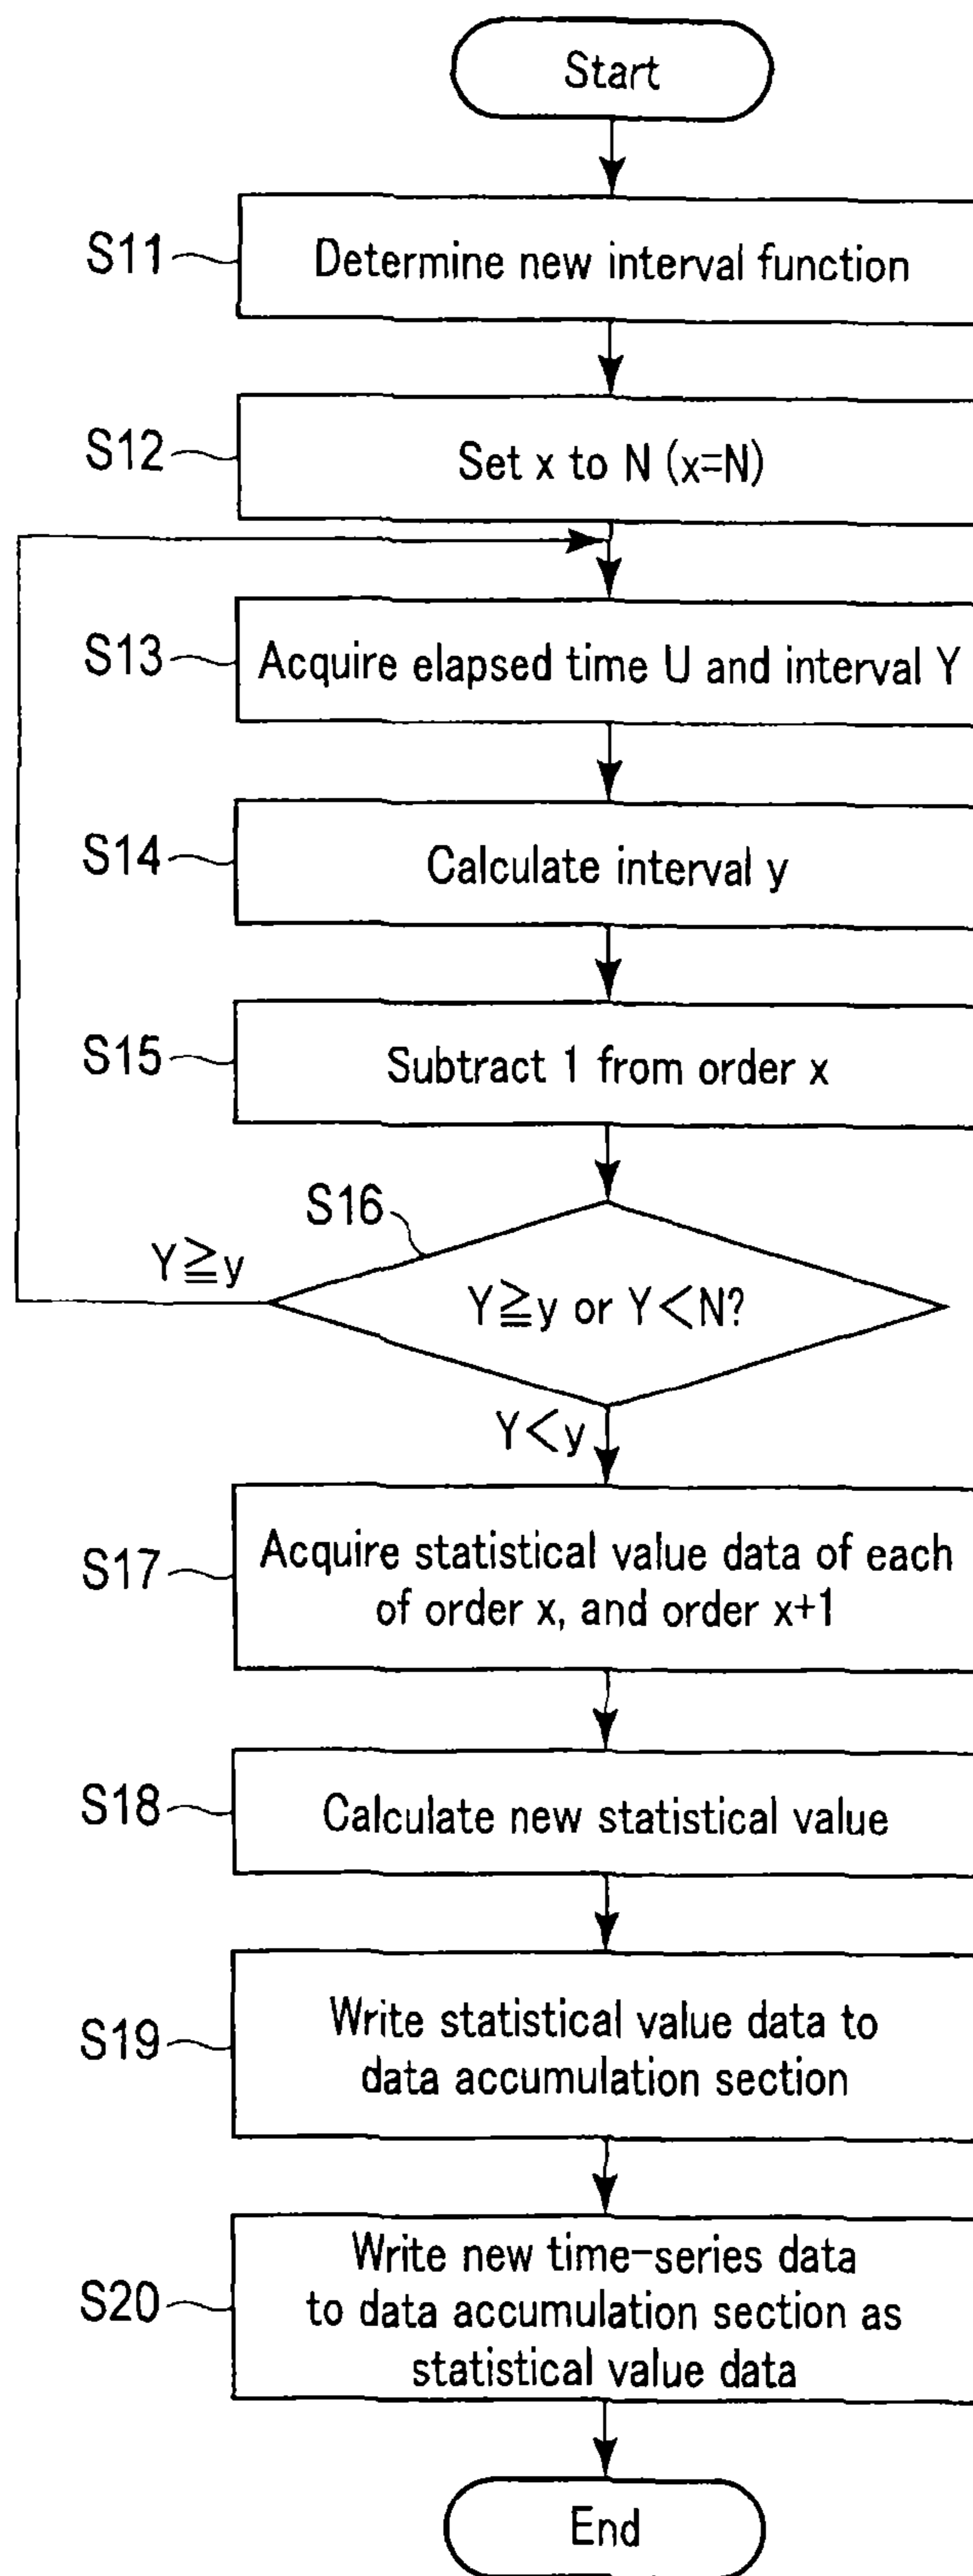 Start
S11
Determine new interval function
S12
Set x to N (x=N)
S13
Acquire elapsed time U and interval Y
S14
Calculate interval y
S15
Subtract 1 from order x
S16
Y≧y
Y≧y or Y<N?
Y<y
S17
Acquire statistical value data of each
of order x, and order x+1
S18
Calculate new statistical value
S19
Write statistical value data to
data accumulation section
S20
Write new time-series data
to data accumulation section as
statistical value data
End